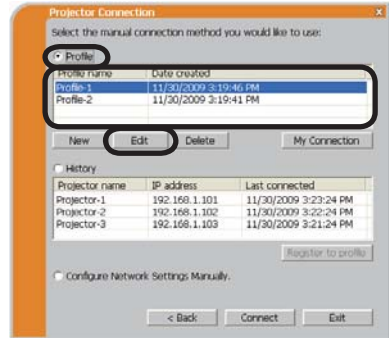 Projector Connection
Select the manual connection method you would like to use:
Profile
Profile name Date created
Profile-1 11/30/2009 3:19:46 PM
Profile-2 11/30/2009 3:19:41 PM
New Edit Delete My Connection
History
Projector name IP address Last connected
Projector-1 192.168.1.101 11/30/2009 3:23:24 PM
Projector-2 192.168.1.102 11/30/2009 3:22:24 PM
Projector-3 192.168.1.103 11/30/2009 3:21:24 PM
Register to profile
Configure Network Settings Manually.
< Back Connect Exit